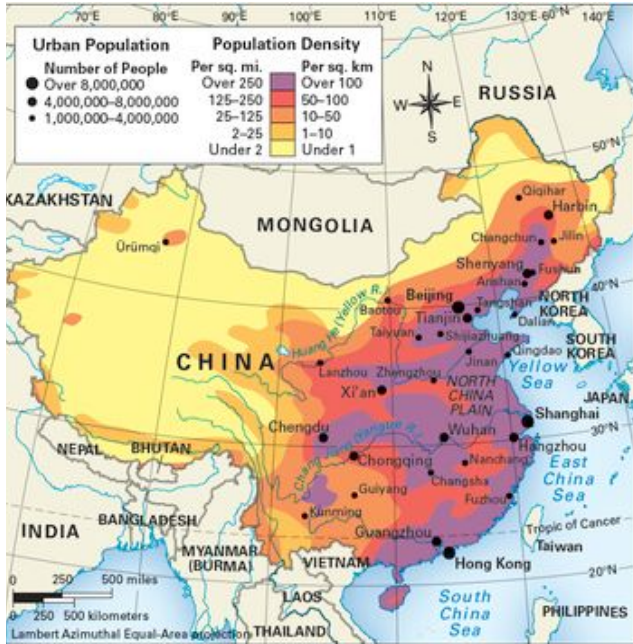 70°E
80°E
90°E
100°E
110°E
120°E
130°E
60°N
140°E
Urban Population
Number of People
Over 8,000,000
4,000,000–8,000,000
1,000,000–4,000,000
Population Density
Per sq. mi.
Per sq. km
Over 250
Over 100
125–250
50–100
25–125
10–50
2–25
1–10
Under 2
Under 1
N
W
E
S
RUSSIA
50°N
KAZAKHSTAN
MONGOLIA
Qiqihar
Harbin
Ürümqi
Changchun
Jilin
Shenyang
Fushun
Anshan
40°N
Beijing
Baotou
Huang He (Yellow R.)
Tangshan
NORTH
KOREA
Tianjin
Dalian
Taiyuan
Shijiazhuang
SOUTH
KOREA
CHINA
Jinan
Qingdao
Lanzhou
Zhengzhou
Yellow
Sea
Xi'an
NORTH
CHINA
PLAIN
JAPAN
Shanghai
Chengdu
Wuhan
30°N
Hangzhou
NEPAL
BHUTAN
Chongqing
Nanchang
East
China
Sea
Changsha
Guiyang
Fuzhou
Kunming
INDIA
BANGLADESH
Guangzhou
Tropic of Cancer
Taiwan
MYANMAR
(BURMA)
VIETNAM
Hong Kong
0
250
500 miles
20°N
0
250
500 kilometers
LAOS
South
China
Sea
PHILIPPINES
Lambert Azimuthal Equal-Area projection
THAILAND